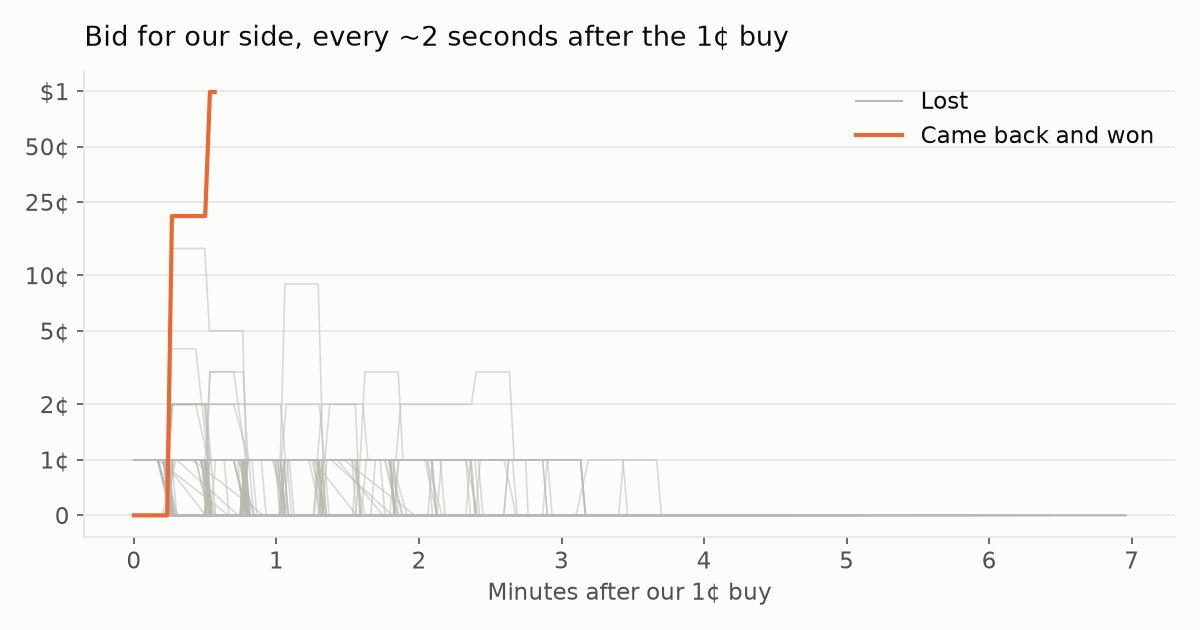 Bid for our side, every ~2 seconds after the 1¢ buy
$1
50¢
25¢
10¢
5¢
2¢
1¢
0
Lost
Came back and won
0 1 2 3 4 5 6 7
Minutes after our 1¢ buy